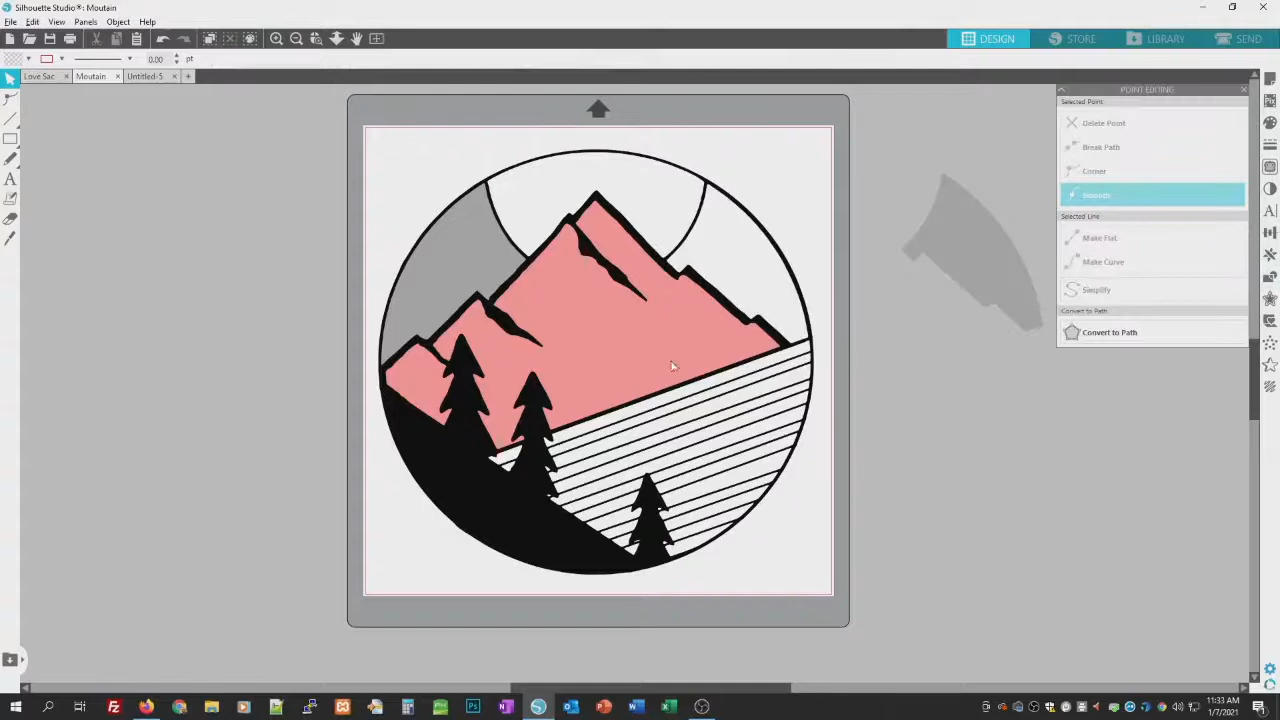 Silhouette Studio®: Moutain
File Edit View Panels Object Help
DESIGN STORE LIBRARY SEND
0.00 pt
Love Sac × Moutain × Untitled-5 × +
POINT EDITING
Selected Point
Delete Point
Break Path
Corner
Smooth
Selected Line
Make Flat
Make Curve
Simplify
Convert to Path
Convert to Path
11:33 AM
1/7/2021